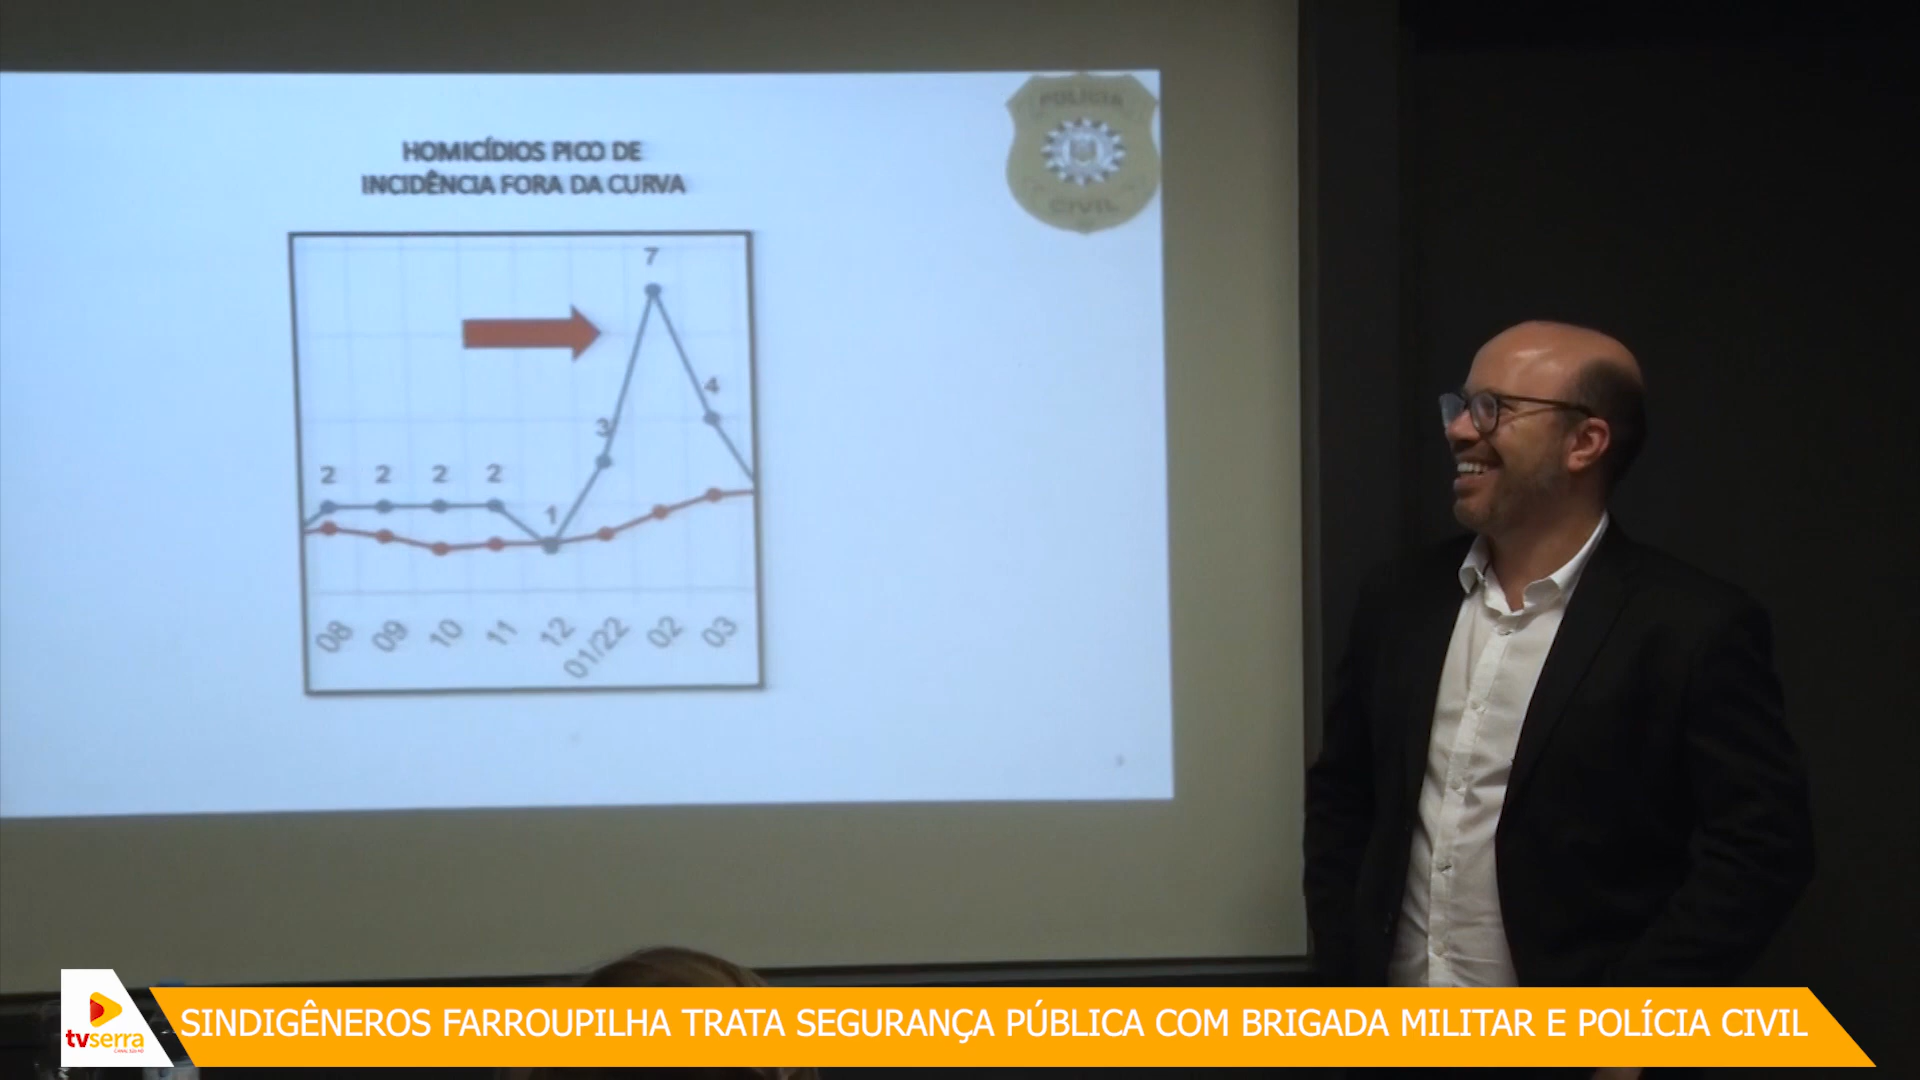 HOMICÍDIOS PICO DE
INCIDÊNCIA FORA DA CURVA
POLÍCIA
CIVIL
7
4
3
2 2 2 2
1
08 09 10 11 12 01/22 02 03
tvserra
SINDIGÊNEROS FARROUPILHA TRATA SEGURANÇA PÚBLICA COM BRIGADA MILITAR E POLÍCIA CIVIL